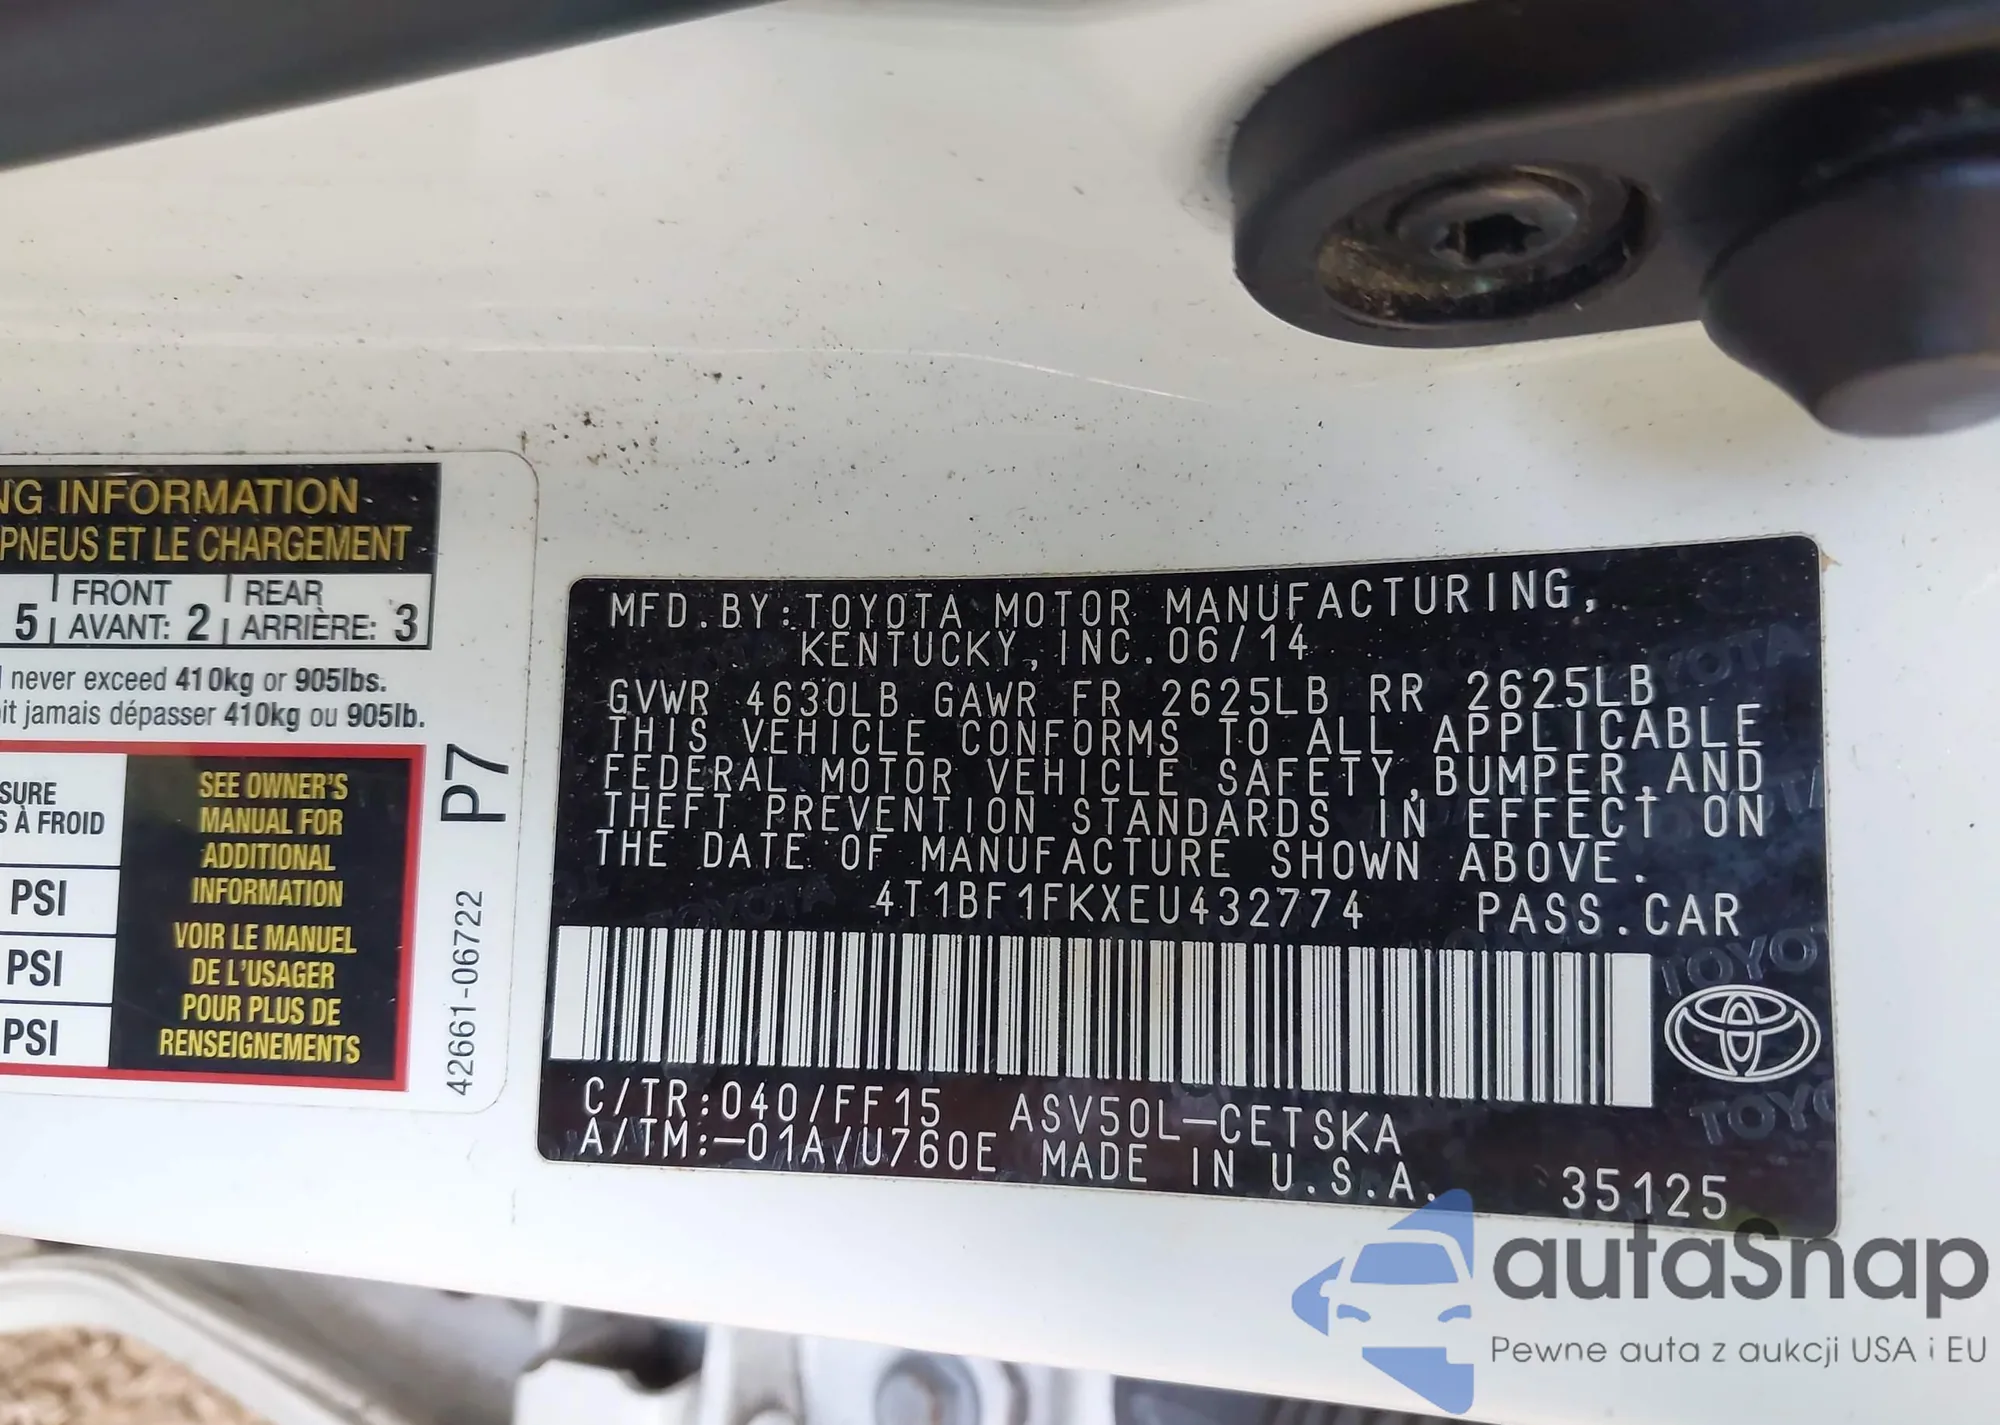 NG INFORMATION
PNEUS ET LE CHARGEMENT
5 FRONT AVANT: 2 REAR ARRIÈRE: 3
never exceed 410kg or 905lbs.
it jamais dépasser 410kg ou 905lb.
SURE
S À FROID
PSI
PSI
PSI
SEE OWNER'S
MANUAL FOR
ADDITIONAL
INFORMATION
VOIR LE MANUEL
DE L'USAGER
POUR PLUS DE
RENSEIGNEMENTS
P7
42661-06722
MFD.BY:TOYOTA MOTOR MANUFACTURING,
KENTUCKY,INC.06/14
GVWR 4630LB GAWR FR 2625LB RR 2625LB
THIS VEHICLE CONFORMS TO ALL APPLICABLE
FEDERAL MOTOR VEHICLE SAFETY,BUMPER,AND
THEFT PREVENTION STANDARDS IN EFFECT ON
THE DATE OF MANUFACTURE SHOWN ABOVE.
4T1BF1FKXEU432774 PASS.CAR
C/TR:040/FF15 ASV50L-CETSKA
A/TM:-01A/U760E MADE IN U.S.A. 35125
autaSnap
Pewne auta z aukcji USA i EU